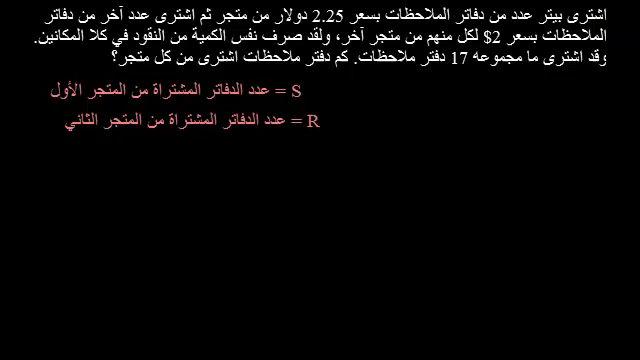 اشترى بيتر عدد من دفاتر الملاحظات بسعر 2.25 دولار من متجر ثم اشترى عدد آخر من دفاتر
الملاحظات بسعر 2$ لكل منهم من متجر آخر، ولقد صرف نفس الكمية من النقود في كلا المكانين.
وقد اشترى ما مجموعه 17 دفتر ملاحظات. كم دفتر ملاحظات اشترى من كل متجر؟
S = عدد الدفاتر المشتراة من المتجر الأول
R = عدد الدفاتر المشتراة من المتجر الثاني